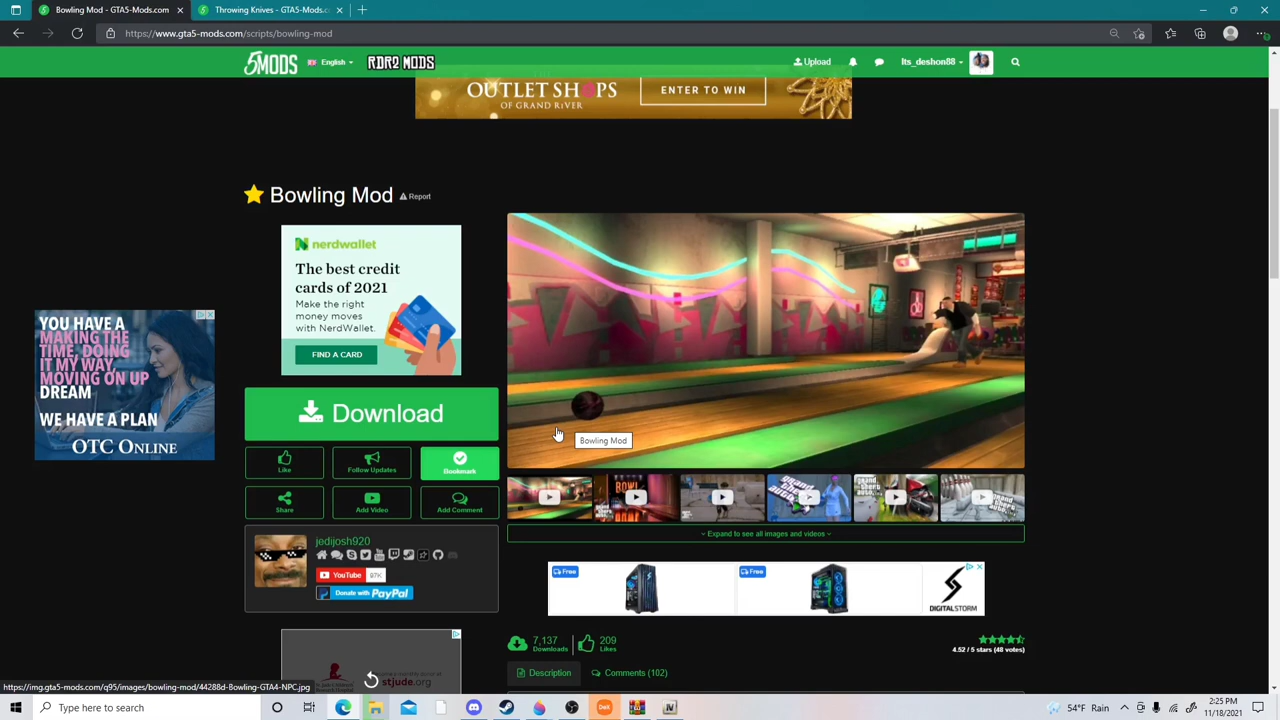 Bowling Mod - GTA5-Mods.com
Throwing Knives - GTA5-Mods.co
https://www.gta5-mods.com/scripts/bowling-mod
5MODS
English
RDR2 MODS
Upload
Its_deshon88
OUTLET SHOPS
OF GRAND RIVER
ENTER TO WIN
Bowling Mod
Report
nerdwallet
The best credit
cards of 2021
Make the right
money moves
with NerdWallet.
FIND A CARD
YOU HAVE A
MAKING THE
TIME, DOING
IT MY WAY,
MOVING ON UP
DREAM
WE HAVE A PLAN
OTC ONLINE
Download
Like
Follow Updates
Bookmark
Share
Add Video
Add Comment
Bowling Mod
jedijosh920
YouTube
97K
Donate with PayPal
Expand to see all images and videos
Free
Free
DIGITALSTORM
7,137
Downloads
209
Likes
4.52 / 5 stars (48 votes)
Description
Comments (102)
St. Jude Children's
Research Hospital
stjude.org
https://img.gta5-mods.com/q95/images/bowling-mod/44288d-Bowling-GTA4-NPC.jpg
Type here to search
54°F Rain
2:25 PM
11/18/2021